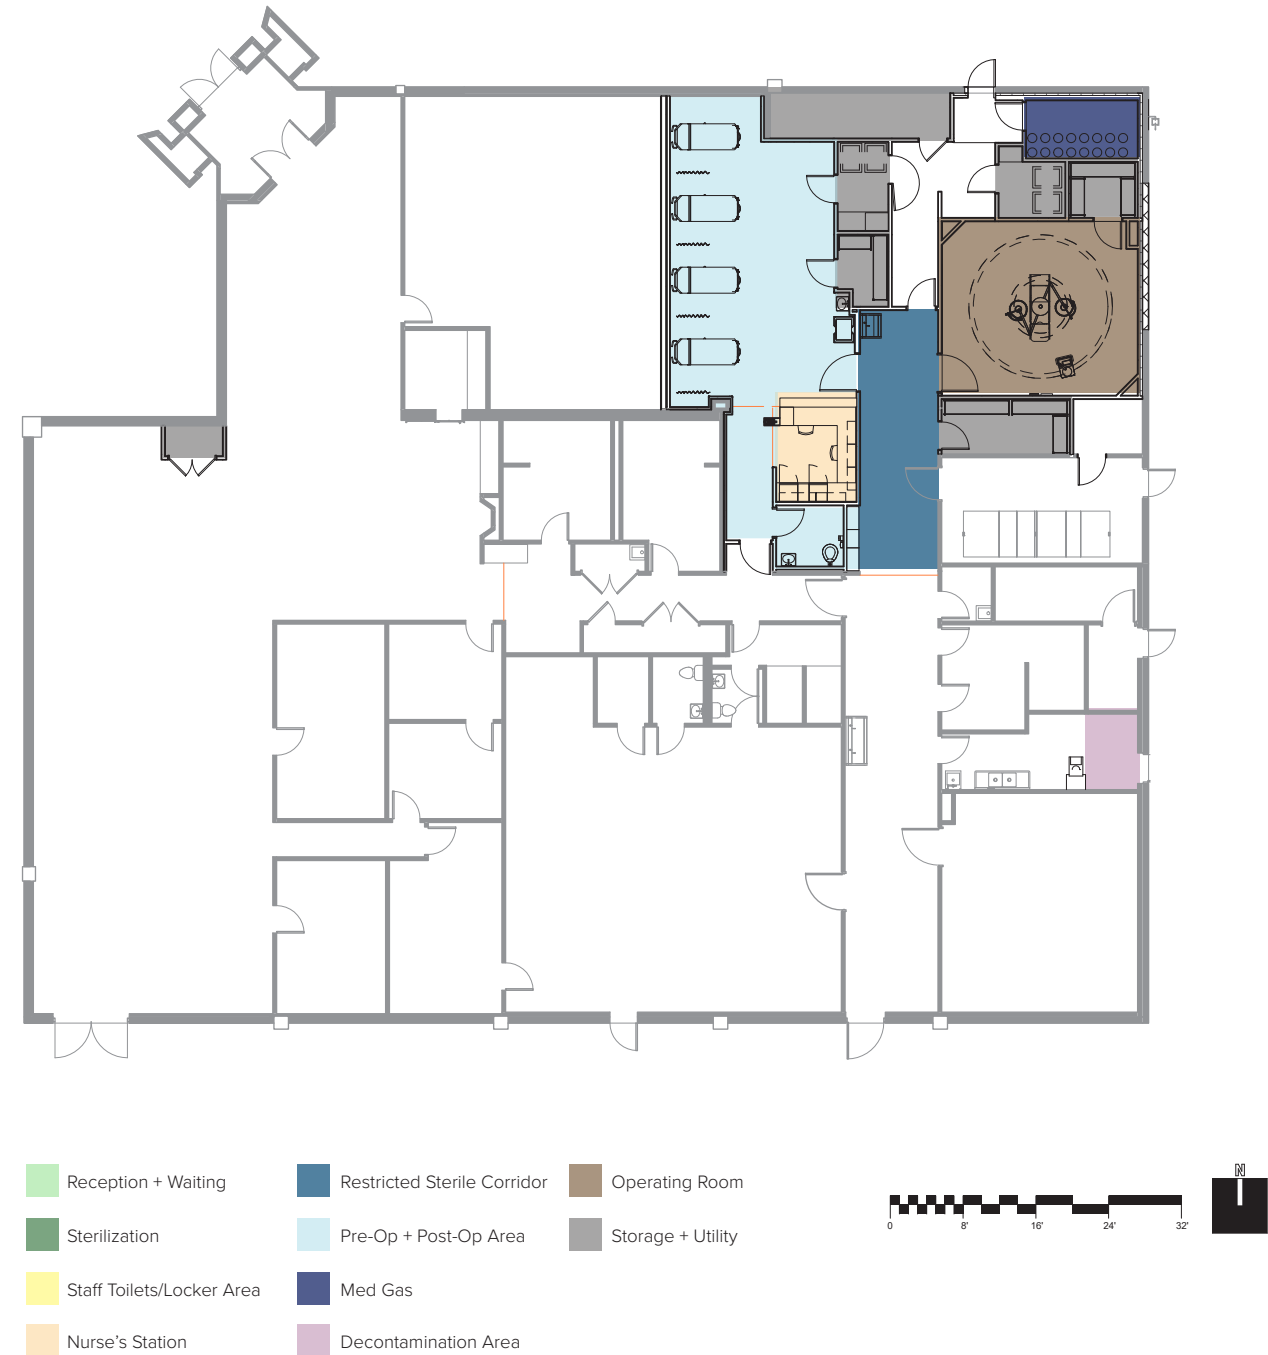 Reception + Waiting
Sterilization
Staff Toilets/Locker Area
Nurse's Station
Restricted Sterile Corridor
Pre-Op + Post-Op Area
Med Gas
Decontamination Area
Operating Room
Storage + Utility
0 8' 16' 24' 32'
N